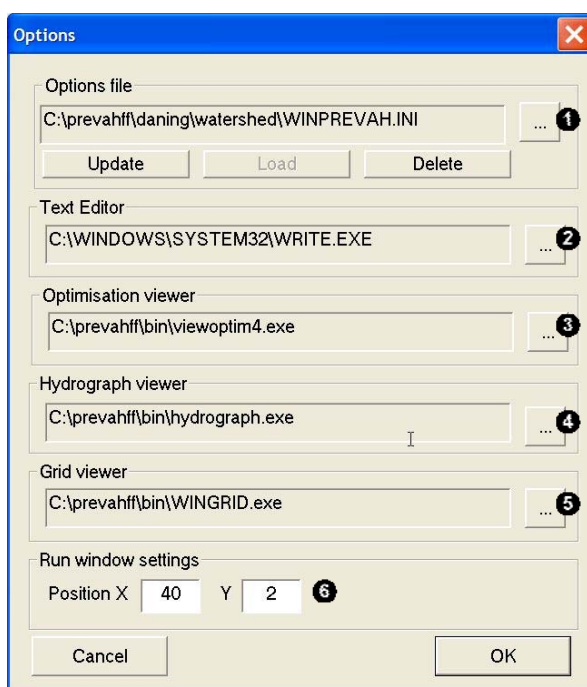 Options
Options file
C:\prevahff\daning\watershed\WINPREVAH.INI ... 1
Update Load Delete
Text Editor
C:\WINDOWS\SYSTEM32\WRITE.EXE ... 2
Optimisation viewer
C:\prevahff\bin\viewoptim4.exe ... 3
Hydrograph viewer
C:\prevahff\bin\hydrograph.exe ... 4
Grid viewer
C:\prevahff\bin\WINGRID.exe ... 5
Run window settings
Position X 40 Y 2 6
Cancel OK